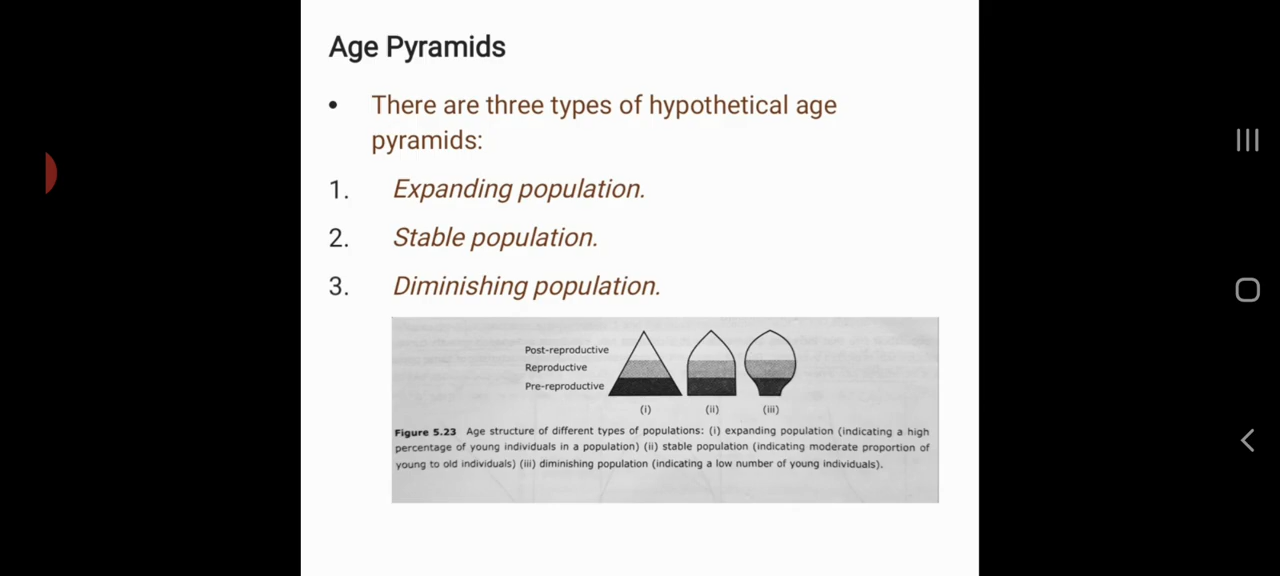 Age Pyramids
• There are three types of hypothetical age
pyramids:
1. Expanding population.
2. Stable population.
3. Diminishing population.
Post-reproductive
Reproductive
Pre-reproductive
(i) (ii) (iii)
Figure 5.23 Age structure of different types of populations: (i) expanding population (indicating a high
percentage of young individuals in a population) (ii) stable population (indicating moderate proportion of
young to old individuals) (iii) diminishing population (indicating a low number of young individuals).